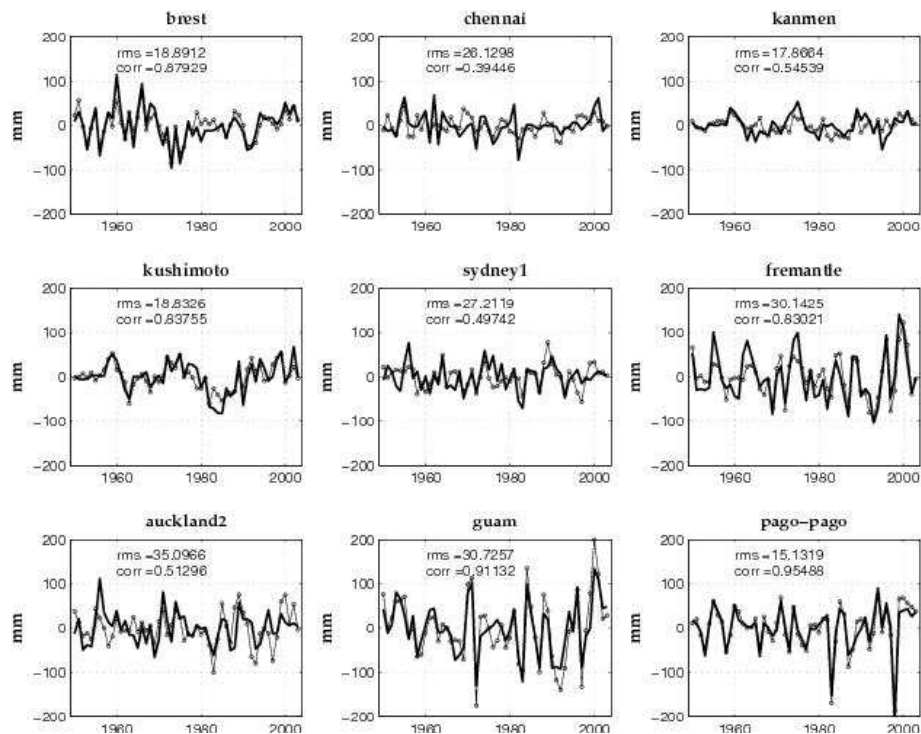 brest
rms =18.8912
corr =0.87929
mm
200
100
0
−100
−200
1960
1980
2000
chennai
rms =26.1298
corr =0.39446
mm
200
100
0
−100
−200
1960
1980
2000
kanmen
rms =17.8664
corr =0.54539
mm
200
100
0
−100
−200
1960
1980
2000
kushimoto
rms =18.8326
corr =0.83755
mm
200
100
0
−100
−200
1960
1980
2000
sydney1
rms =27.2119
corr =0.49742
mm
200
100
0
−100
−200
1960
1980
2000
fremantle
rms =30.1425
corr =0.83021
mm
200
100
0
−100
−200
1960
1980
2000
auckland2
rms =35.0966
corr =0.51296
mm
200
100
0
−100
−200
1960
1980
2000
guam
rms =30.7257
corr =0.91132
mm
200
100
0
−100
−200
1960
1980
2000
pago−pago
rms =15.1319
corr =0.95488
mm
200
100
0
−100
−200
1960
1980
2000